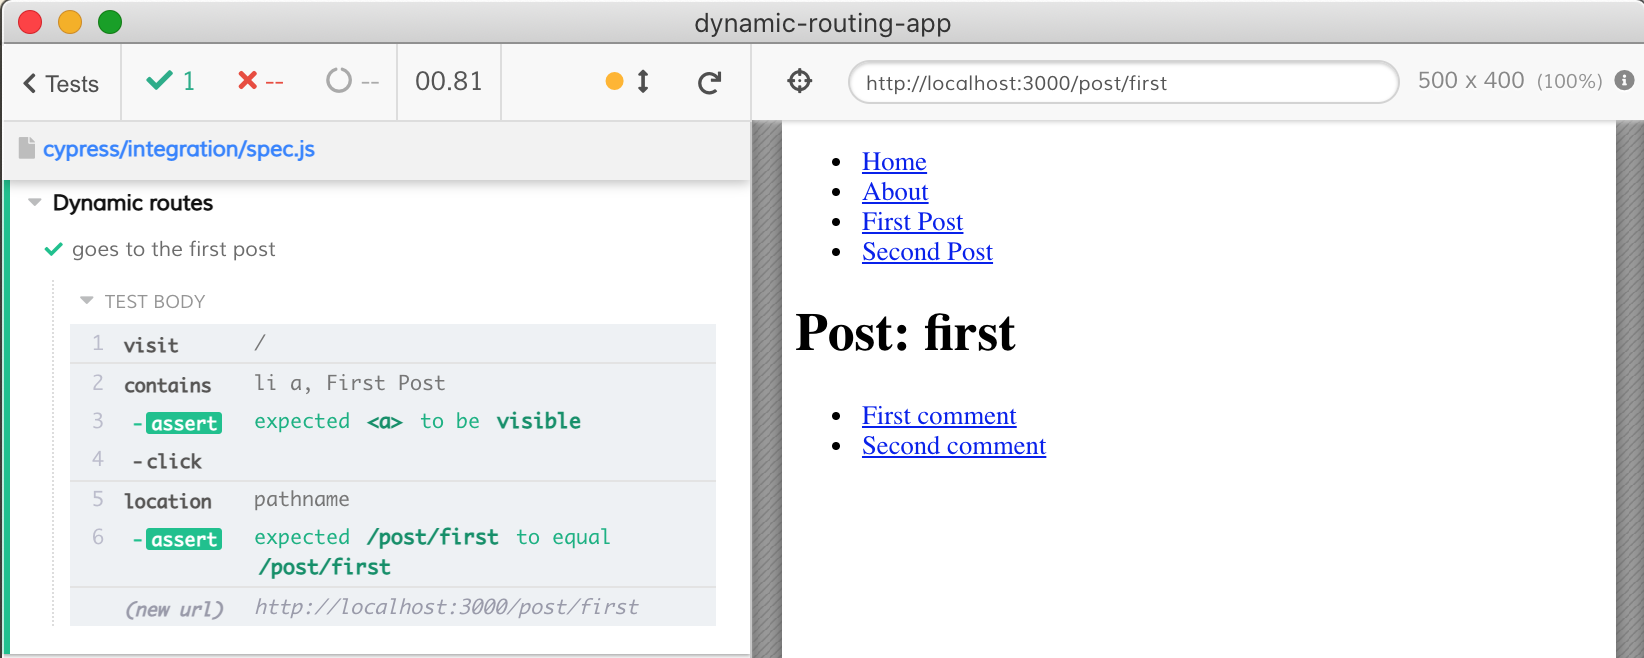 dynamic-routing-app
Tests
1
--
--
00.81
http://localhost:3000/post/first
500 x 400 (100%)
cypress/integration/spec.js
Dynamic routes
goes to the first post
TEST BODY
1 visit /
2 contains li a, First Post
3 -assert expected <a> to be visible
4 -click
5 location pathname
6 -assert expected /post/first to equal
/post/first
(new url) http://localhost:3000/post/first
Home
About
First Post
Second Post
Post: first
First comment
Second comment